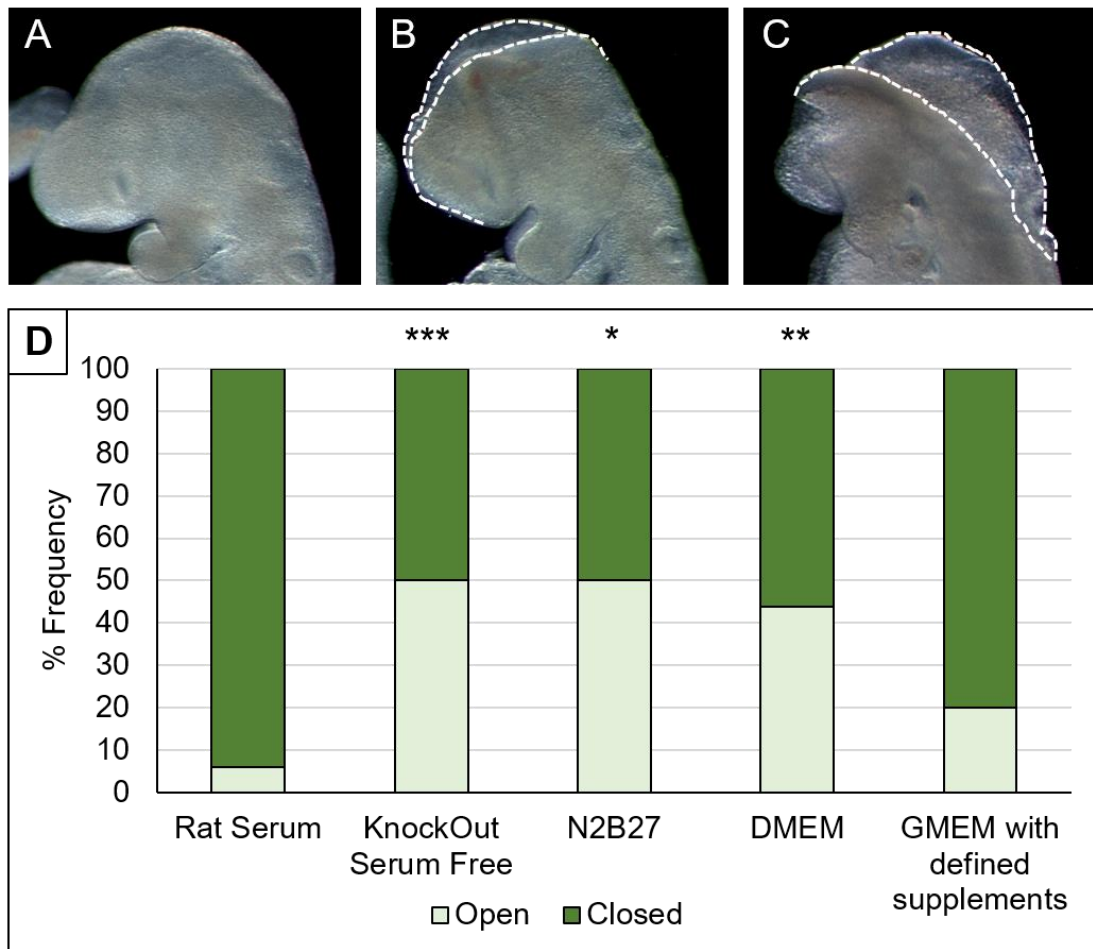 A
B
C
D
*** * **
100
90
80
70
60
50
40
30
20
10
0
% Frequency
Rat Serum
KnockOut
Serum Free
N2B27
DMEM
GMEM with
defined
supplements
Open Closed